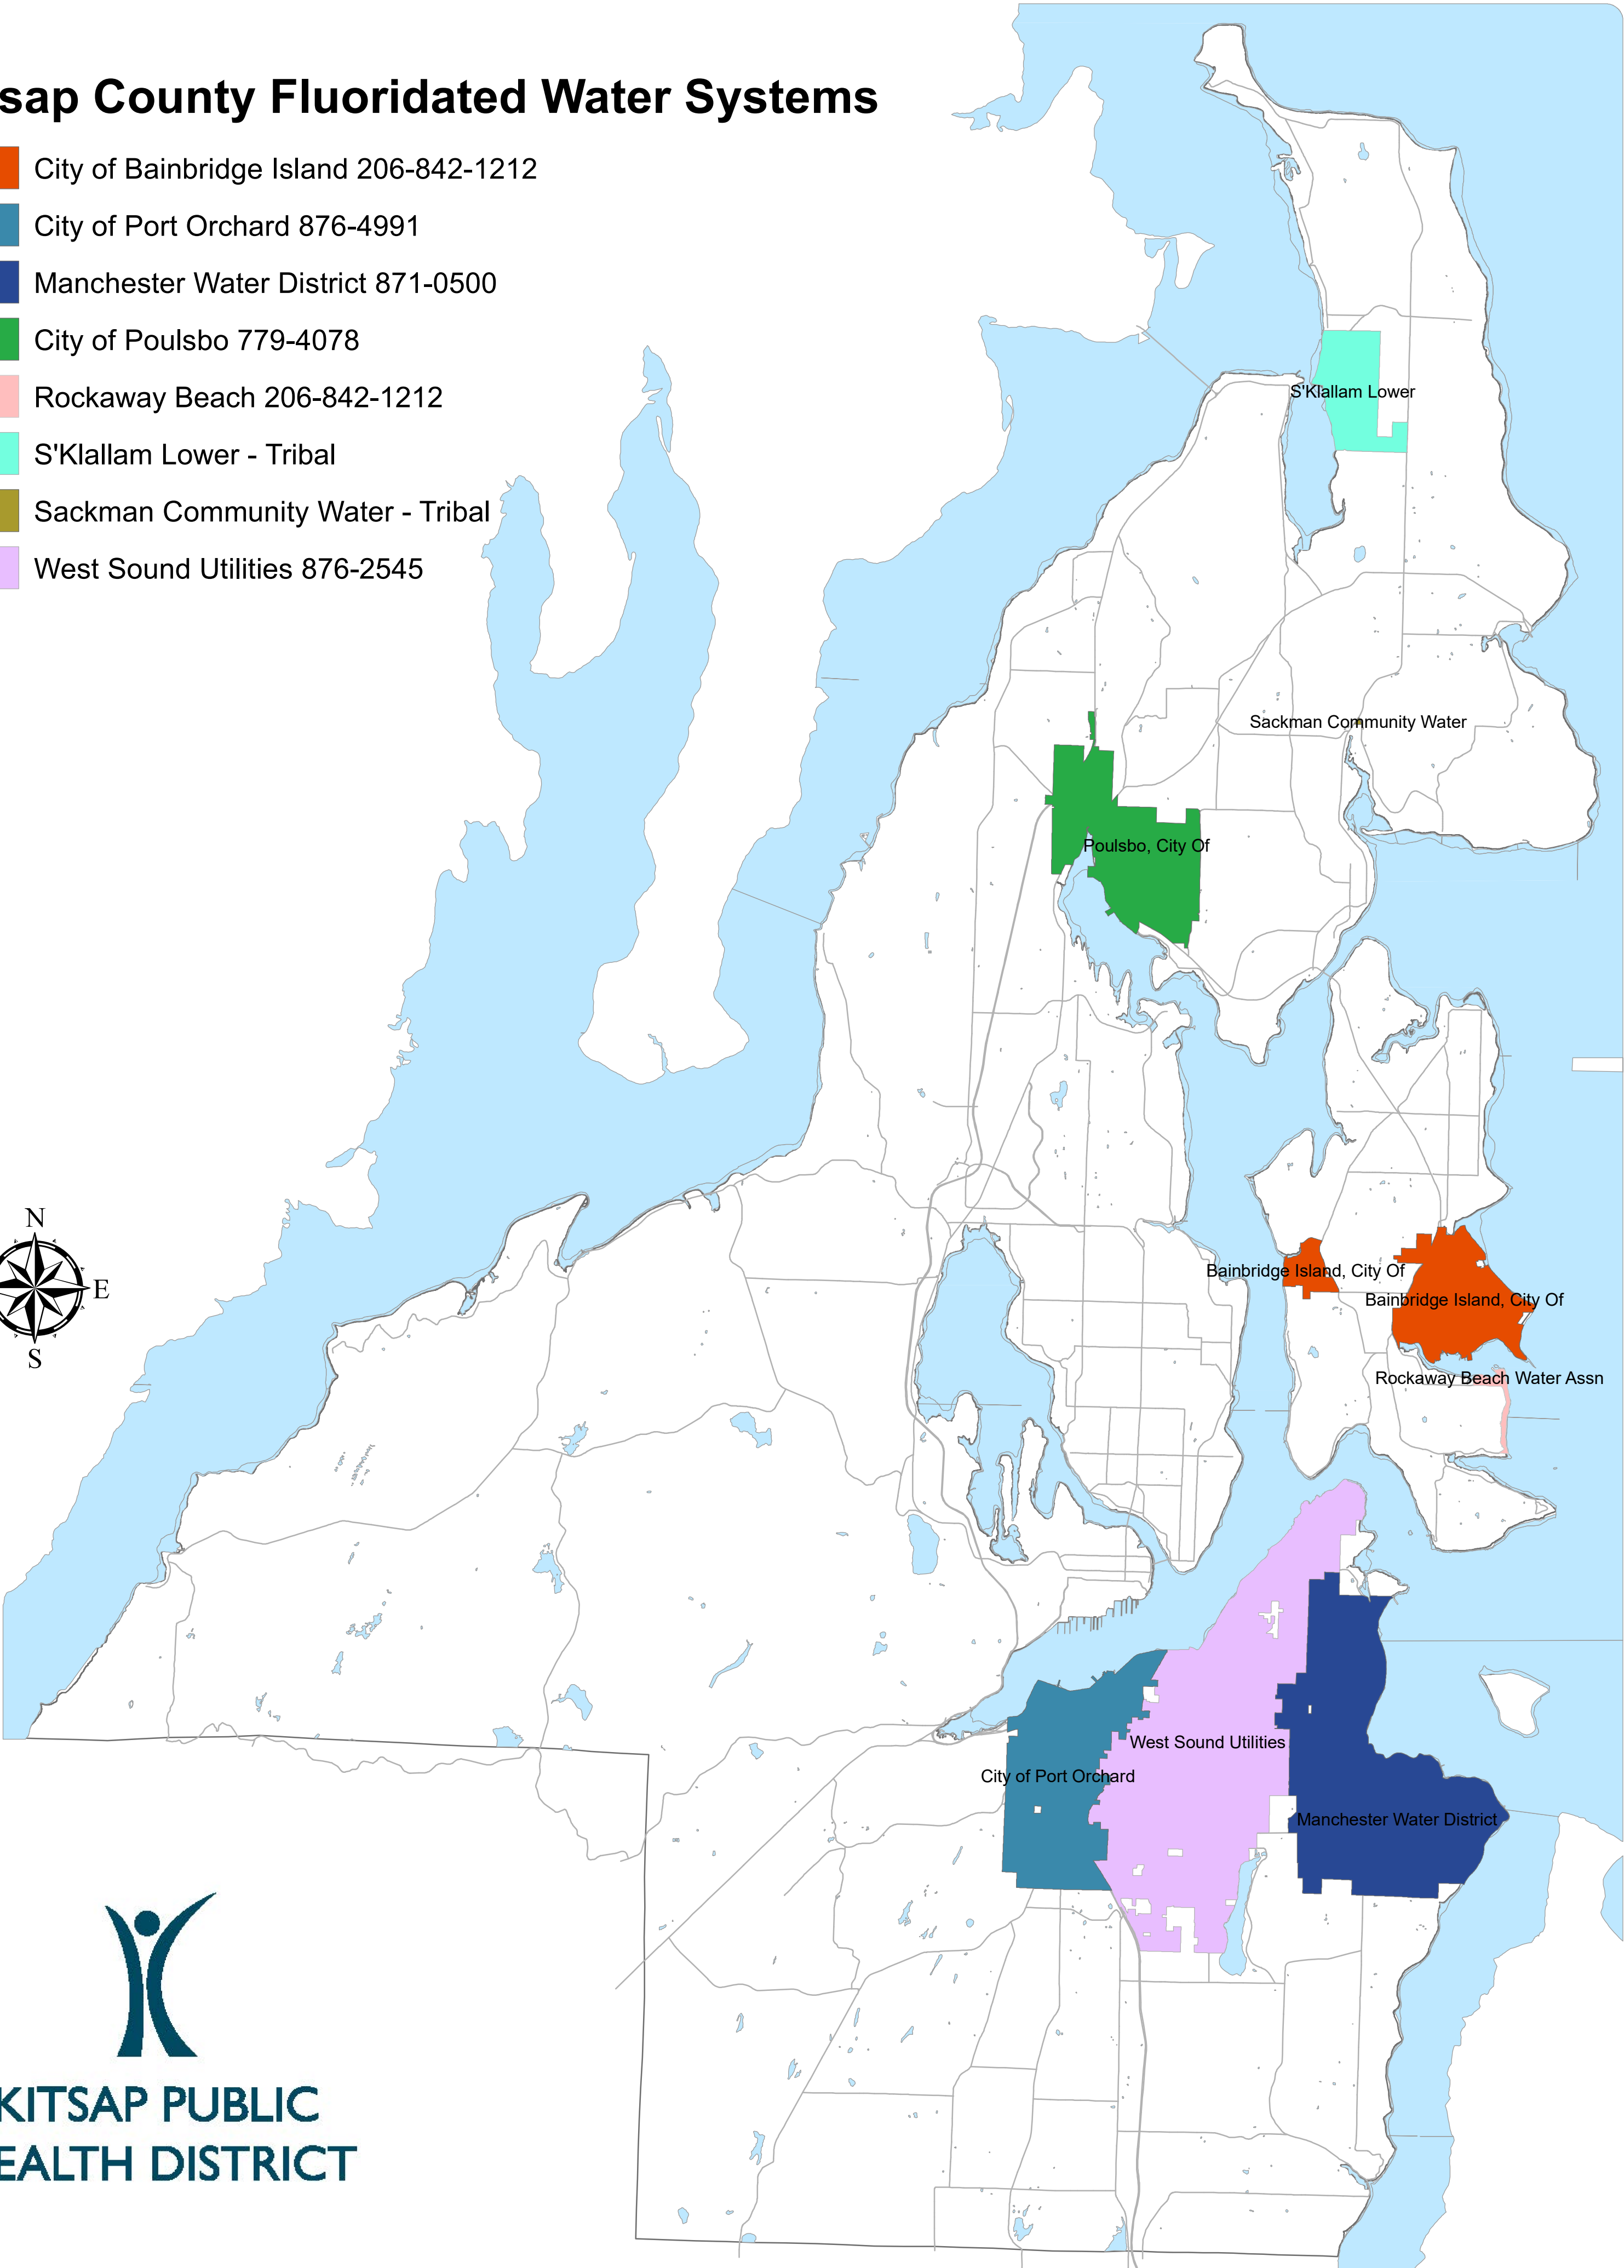 sap County Fluoridated Water Systems
City of Bainbridge Island 206-842-1212
City of Port Orchard 876-4991
Manchester Water District 871-0500
City of Poulsbo 779-4078
Rockaway Beach 206-842-1212
S'Klallam Lower - Tribal
Sackman Community Water - Tribal
West Sound Utilities 876-2545
S'Klallam Lower
Sackman Community Water
Poulsbo, City Of
N
E
S
Bainbridge Island, City Of
Bainbridge Island, City Of
Rockaway Beach Water Assn
West Sound Utilities
City of Port Orchard
Manchester Water District
KITSAP PUBLIC
EALTH DISTRICT